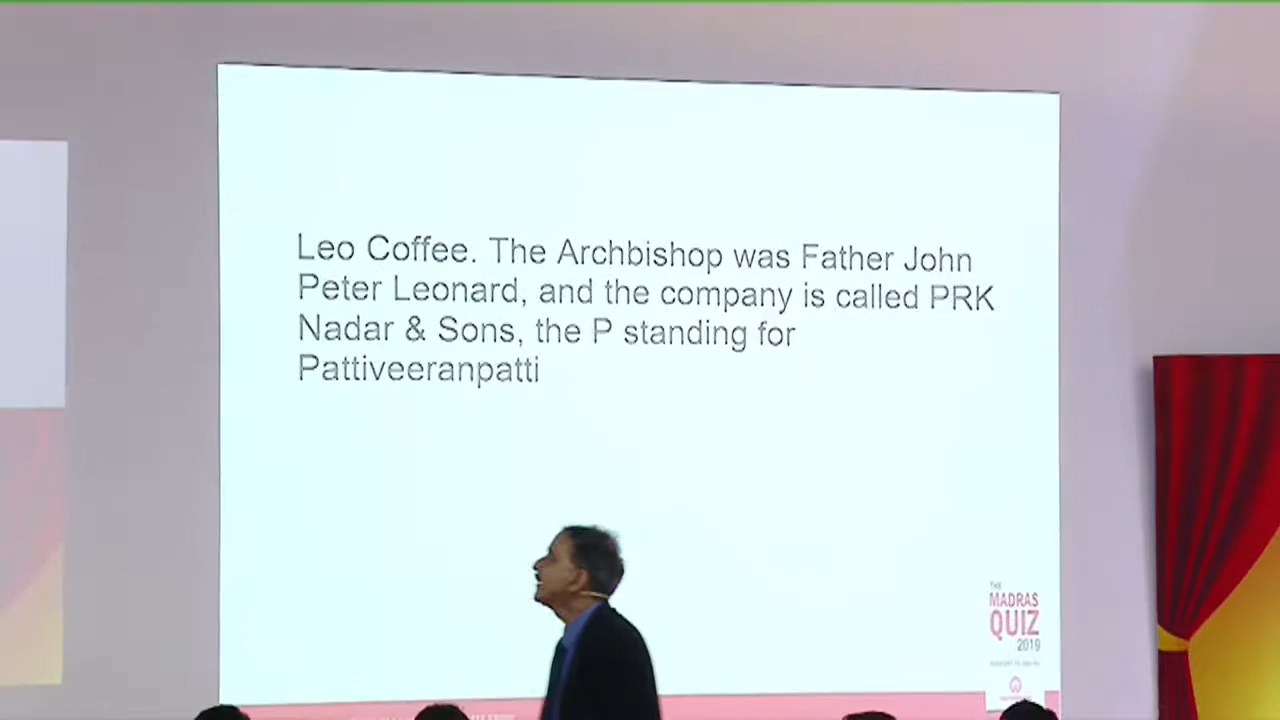 Leo Coffee. The Archbishop was Father John
Peter Leonard, and the company is called PRK
Nadar & Sons, the P standing for
Pattiveeranpatti
THE
MADRAS
QUIZ
2019